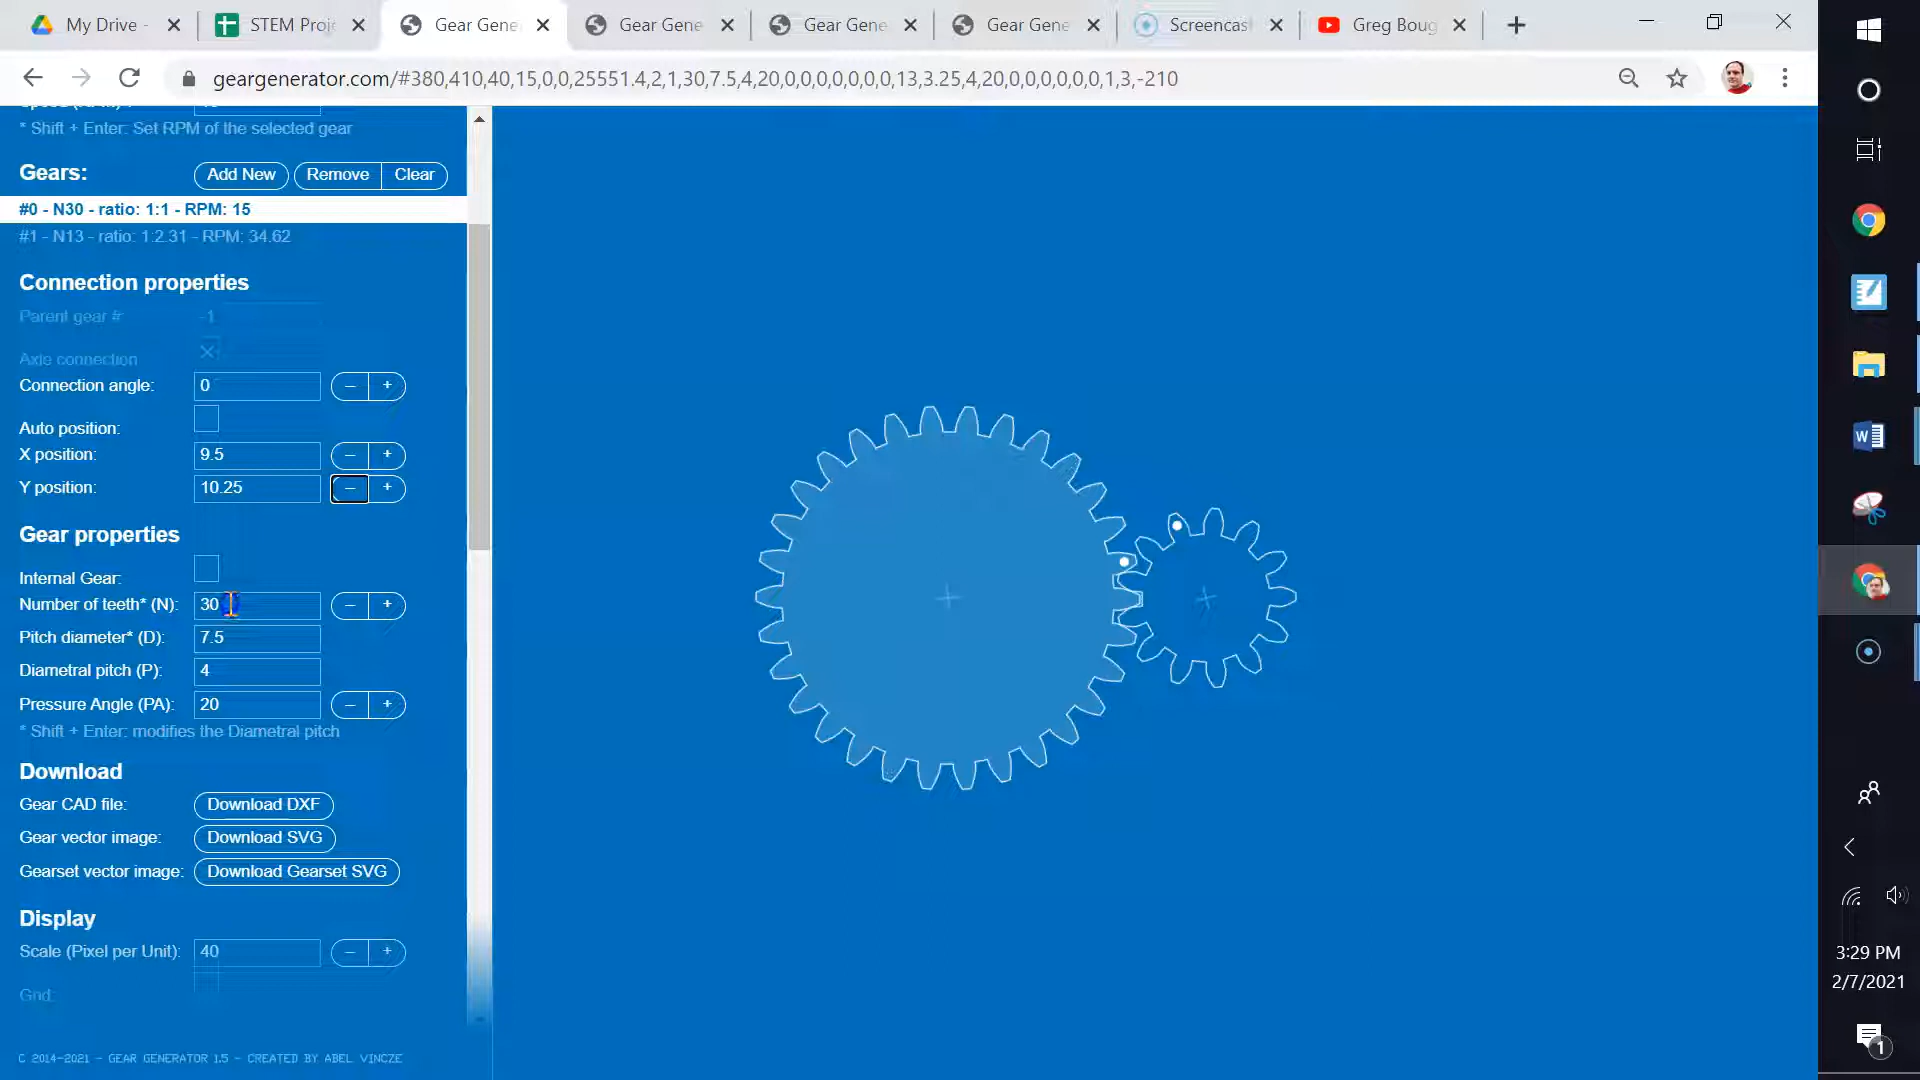 My Drive -
STEM Proje
Gear Gene
Gear Gene
Gear Gene
Gear Gene
Screencast
Greg Boug
geargenerator.com/#380,410,40,15,0,0,25551.4,2,1,30,7.5,4,20,0,0,0,0,0,0,0,13,3.25,4,20,0,0,0,0,0,0,1,3,-210
* Shift + Enter: Set RPM of the selected gear
Gears: Add New Remove Clear
#0 - N30 - ratio: 1:1 - RPM: 15
#1 - N13 - ratio: 1:2.31 - RPM: 34.62
Connection properties
Parent gear #: -1
Axle connection
Connection angle: 0 – +
Auto position:
X position: 9.5 – +
Y position: 10.25 – +
Gear properties
Internal Gear:
Number of teeth* (N): 30 – +
Pitch diameter* (D): 7.5
Diametral pitch (P): 4
Pressure Angle (PA): 20 – +
* Shift + Enter: modifies the Diametral pitch
Download
Gear CAD file: Download DXF
Gear vector image: Download SVG
Gearset vector image: Download Gearset SVG
Display
Scale (Pixel per Unit): 40 – +
© 2014-2021 - GEAR GENERATOR 1.5 - CREATED BY ABEL VINCZE
W
3:29 PM
2/7/2021
1